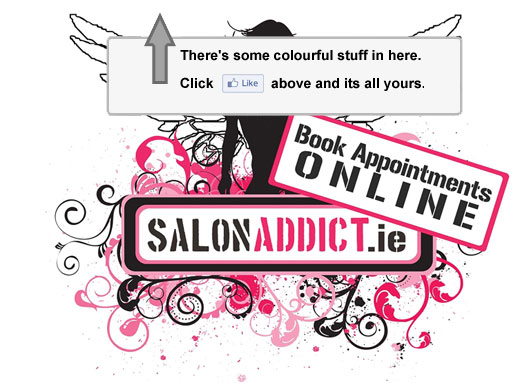 There's some colourful stuff in here.
Click Like above and its all yours.
Book Appointments
ONLINE
SALONADDICT.ie